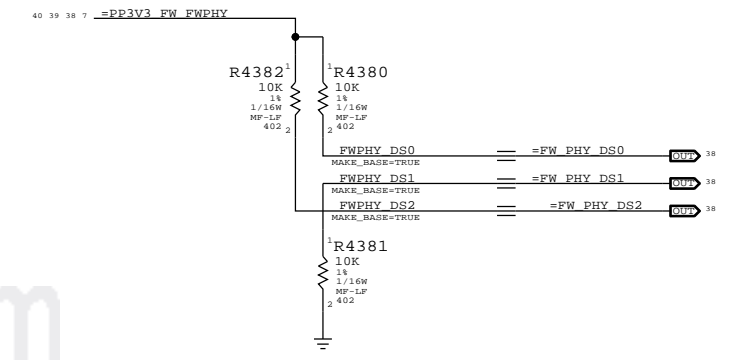 40 39 38 7 =PP3V3_FW_FWPHY
R4382 1
10K
1%
1/16W
MF-LF
402
2
1 R4380
10K
1%
1/16W
MF-LF
402
2
FWPHY_DS0 =FW_PHY_DS0 OUT 38
MAKE_BASE=TRUE
FWPHY_DS1 =FW_PHY_DS1 OUT 38
MAKE_BASE=TRUE
FWPHY_DS2 =FW_PHY_DS2 OUT 38
MAKE_BASE=TRUE
1 R4381
10K
1%
1/16W
MF-LF
402
2
m